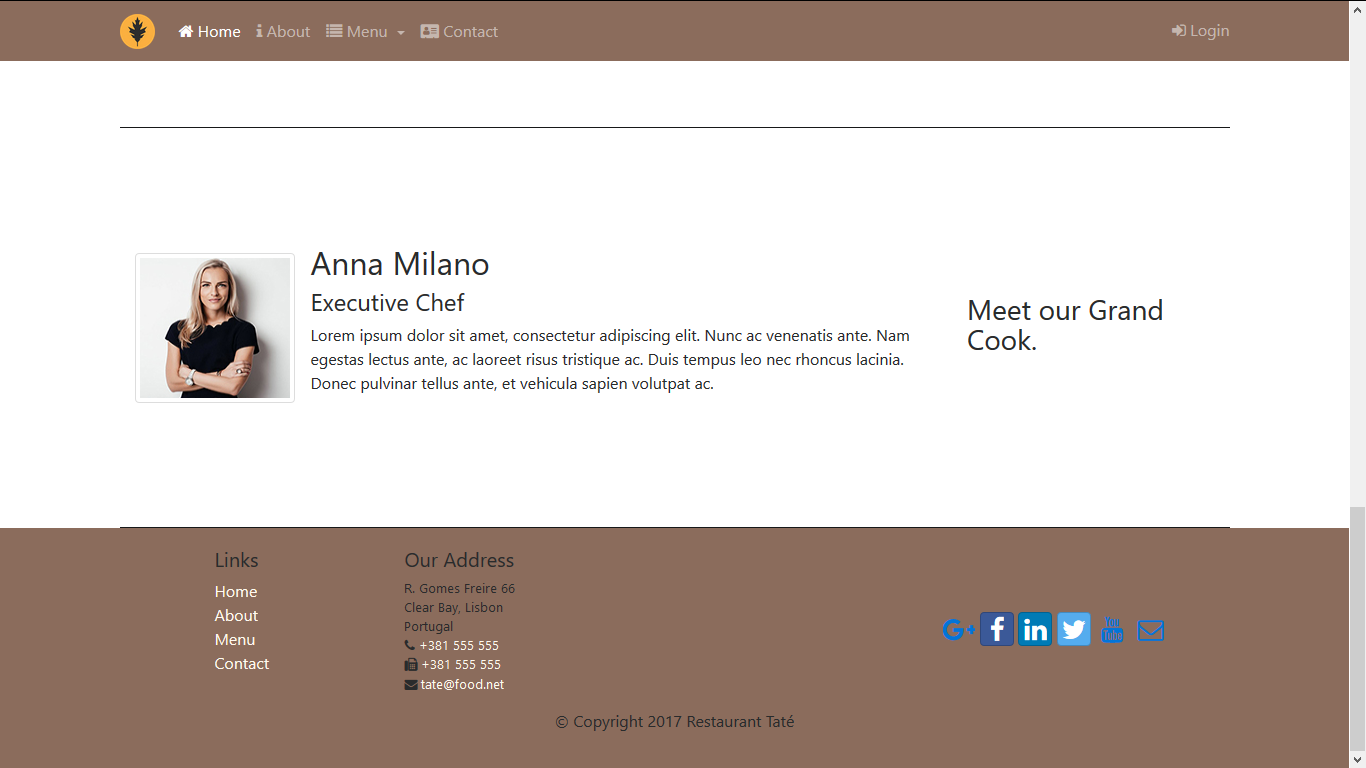 Home About Menu Contact Login
Anna Milano
Executive Chef
Lorem ipsum dolor sit amet, consectetur adipiscing elit. Nunc ac venenatis ante. Nam
egestas lectus ante, ac laoreet risus tristique ac. Duis tempus leo nec rhoncus lacinia.
Donec pulvinar tellus ante, et vehicula sapien volutpat ac.
Meet our Grand
Cook.
Links
Home
About
Menu
Contact
Our Address
R. Gomes Freire 66
Clear Bay, Lisbon
Portugal
+381 555 555
+381 555 555
tate@food.net
G+ f in You Tube
© Copyright 2017 Restaurant Taté